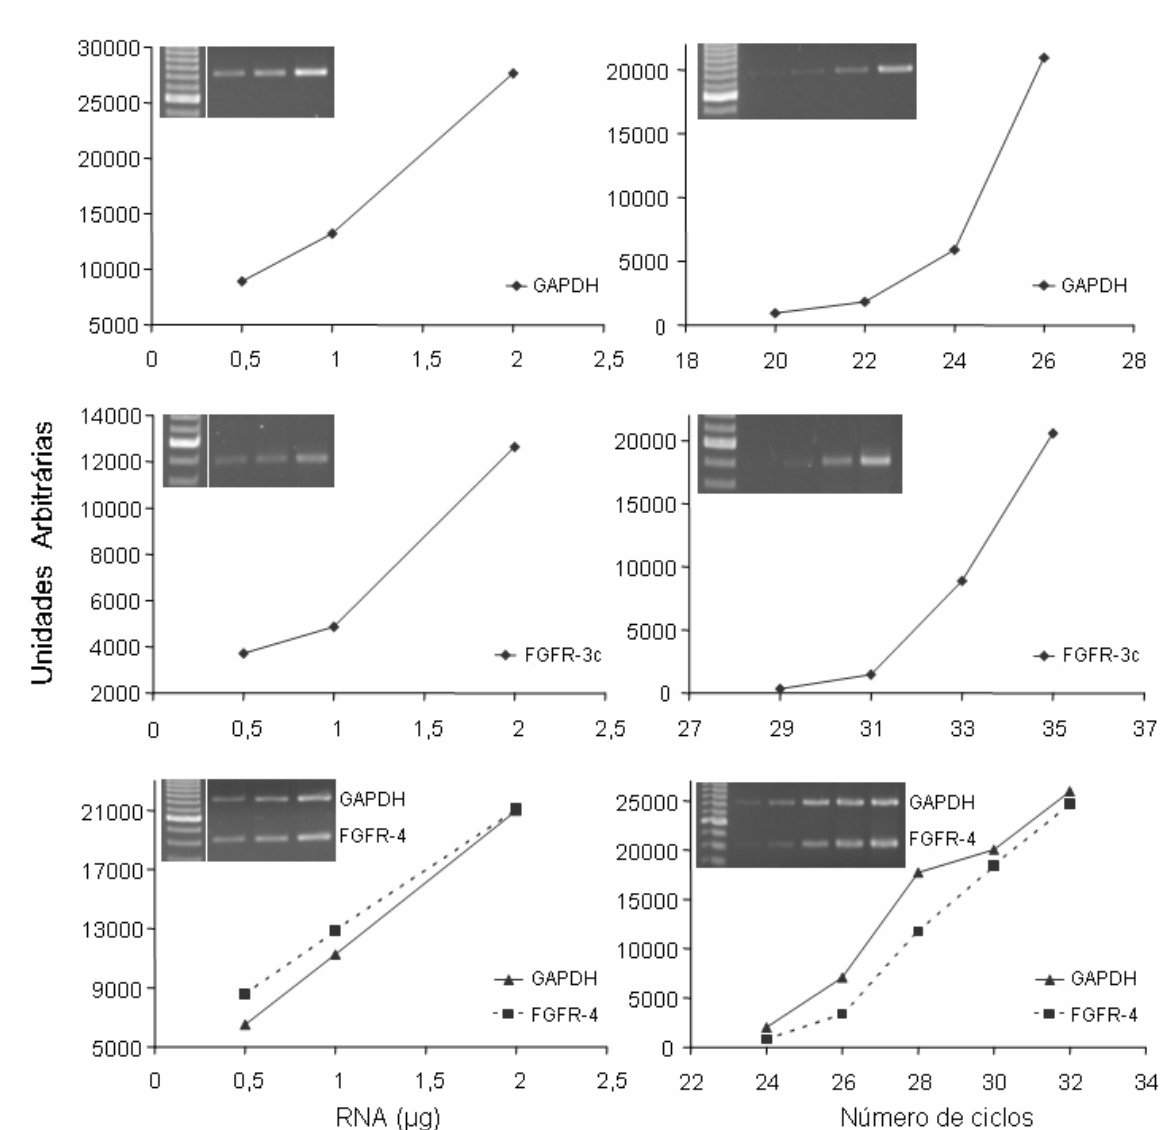 Unidades Arbitrárias
30000
25000
20000
15000
10000
5000
0 0,5 1 1,5 2 2,5
GAPDH
20000
15000
10000
5000
0
18 20 22 24 26 28
GAPDH
14000
12000
10000
8000
6000
4000
2000
0 0,5 1 1,5 2 2,5
FGFR-3c
20000
15000
10000
5000
0
27 29 31 33 35 37
FGFR-3c
GAPDH
FGFR-4
21000
17000
13000
9000
5000
GAPDH
FGFR-4
0 0,5 1 1,5 2 2,5
RNA (µg)
GAPDH
FGFR-4
25000
20000
15000
10000
5000
0
GAPDH
FGFR-4
22 24 26 28 30 32 34
Número de ciclos